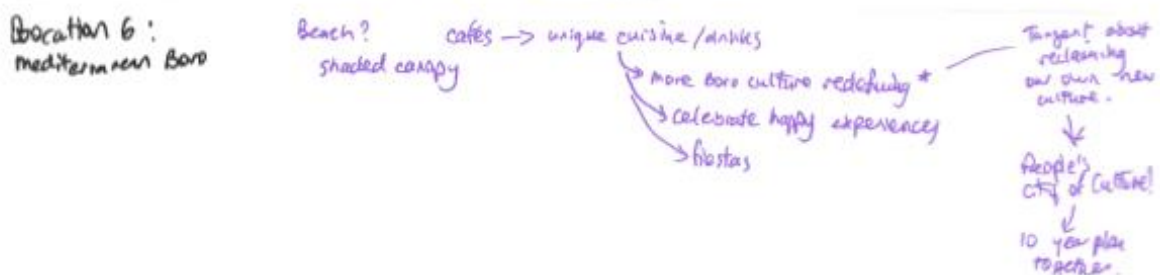 Location 6:
mediterranean Boro
Beach?
shaded canopy
cafés → unique cuisine/drinks
more Boro culture redefining *
celebrate happy experiences
fiestas
Tangent about
reclaiming
our own new
culture.
People's
city of Culture!
10 year plan
together.